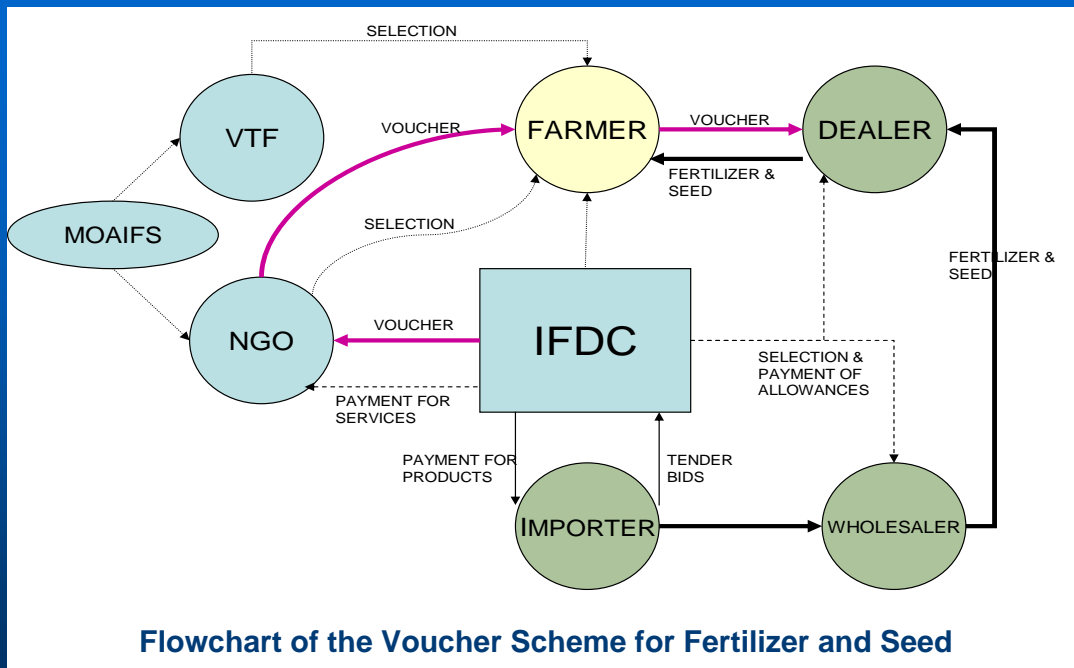 SELECTION
VTF
VOUCHER
FARMER
VOUCHER
DEALER
FERTILIZER &
SEED
MOAIFS
SELECTION
FERTILIZER &
SEED
NGO
VOUCHER
IFDC
SELECTION &
PAYMENT OF
ALLOWANCES
PAYMENT FOR
SERVICES
PAYMENT FOR
PRODUCTS
TENDER
BIDS
IMPORTER
WHOLESALER
Flowchart of the Voucher Scheme for Fertilizer and Seed